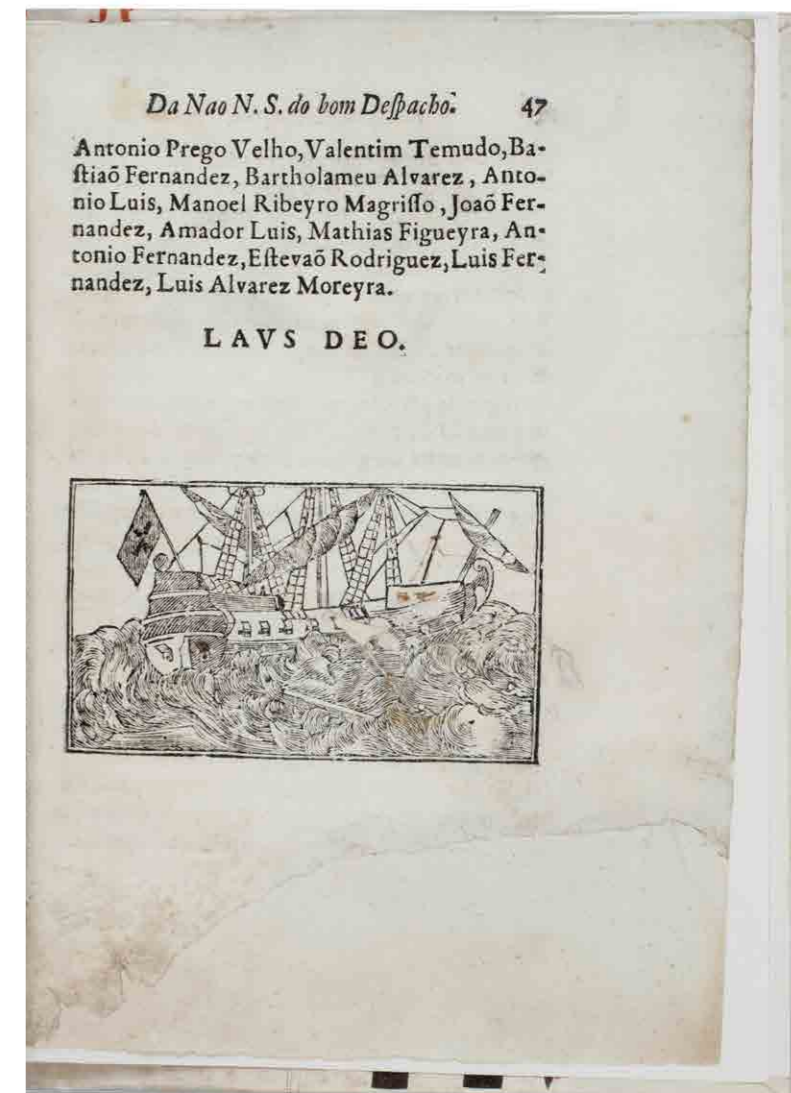 Da Nao N. S. do bom Deſpacho. 47
Antonio Prego Velho, Valentim Temudo, Ba-
ſtiaõ Fernandez, Bartholameu Alvarez, Anto-
nio Luis, Manoel Ribeyro Magriſſo, Joaõ Fer-
nandez, Amador Luis, Mathias Figueyra, An-
tonio Fernandez, Eſtevaõ Rodriguez, Luis Fer-
nandez, Luis Alvarez Moreyra.
LAVS DEO.